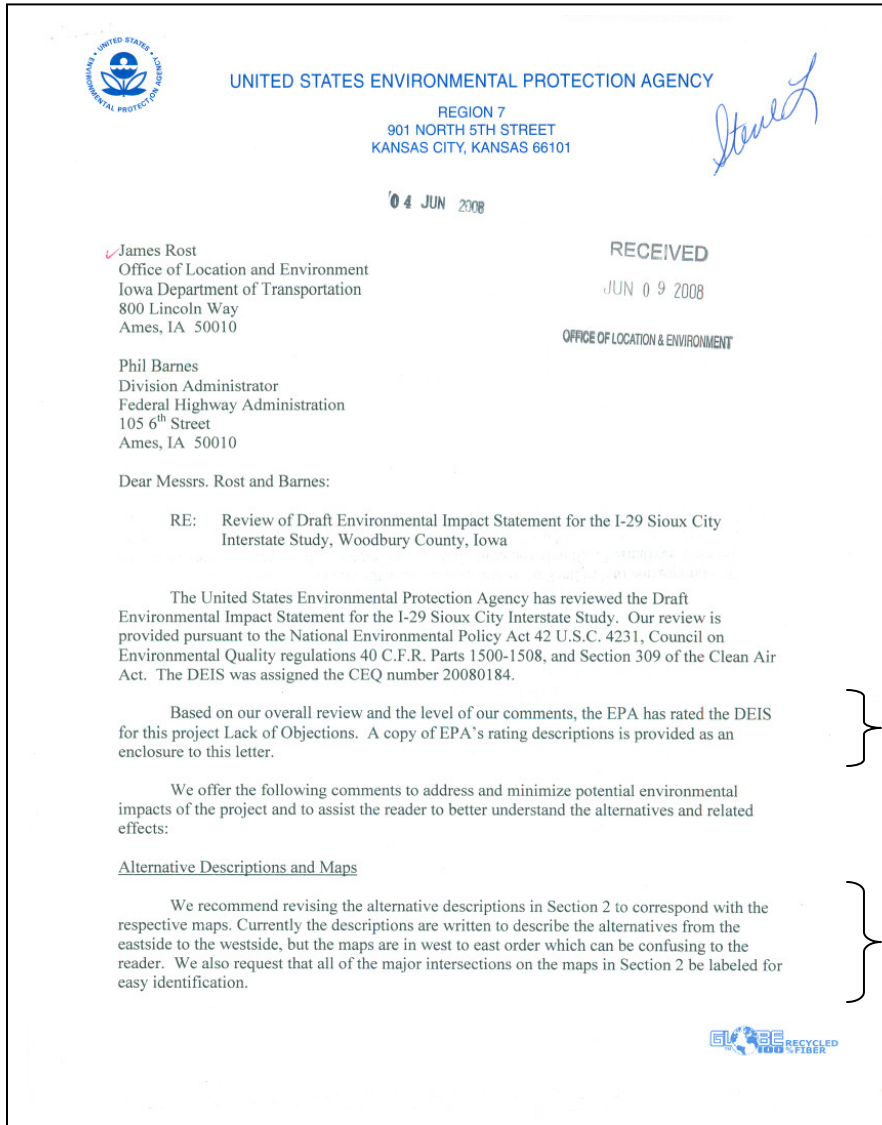 UNITED STATES • ENVIRONMENTAL PROTECTION AGENCY •
UNITED STATES ENVIRONMENTAL PROTECTION AGENCY
REGION 7
901 NORTH 5TH STREET
KANSAS CITY, KANSAS 66101
Steve L
04 JUN 2008
James Rost
Office of Location and Environment
Iowa Department of Transportation
800 Lincoln Way
Ames, IA 50010
RECEIVED
JUN 09 2008
OFFICE OF LOCATION & ENVIRONMENT
Phil Barnes
Division Administrator
Federal Highway Administration
105 6th Street
Ames, IA 50010
Dear Messrs. Rost and Barnes:
RE: Review of Draft Environmental Impact Statement for the I-29 Sioux City
Interstate Study, Woodbury County, Iowa
The United States Environmental Protection Agency has reviewed the Draft
Environmental Impact Statement for the I-29 Sioux City Interstate Study. Our review is
provided pursuant to the National Environmental Policy Act 42 U.S.C. 4231, Council on
Environmental Quality regulations 40 C.F.R. Parts 1500-1508, and Section 309 of the Clean Air
Act. The DEIS was assigned the CEQ number 20080184.
Based on our overall review and the level of our comments, the EPA has rated the DEIS
for this project Lack of Objections. A copy of EPA's rating descriptions is provided as an
enclosure to this letter.
We offer the following comments to address and minimize potential environmental
impacts of the project and to assist the reader to better understand the alternatives and related
effects:
Alternative Descriptions and Maps
We recommend revising the alternative descriptions in Section 2 to correspond with the
respective maps. Currently the descriptions are written to describe the alternatives from the
eastside to the westside, but the maps are in west to east order which can be confusing to the
reader. We also request that all of the major intersections on the maps in Section 2 be labeled for
easy identification.
GLOBE RECYCLED
100 % FIBER